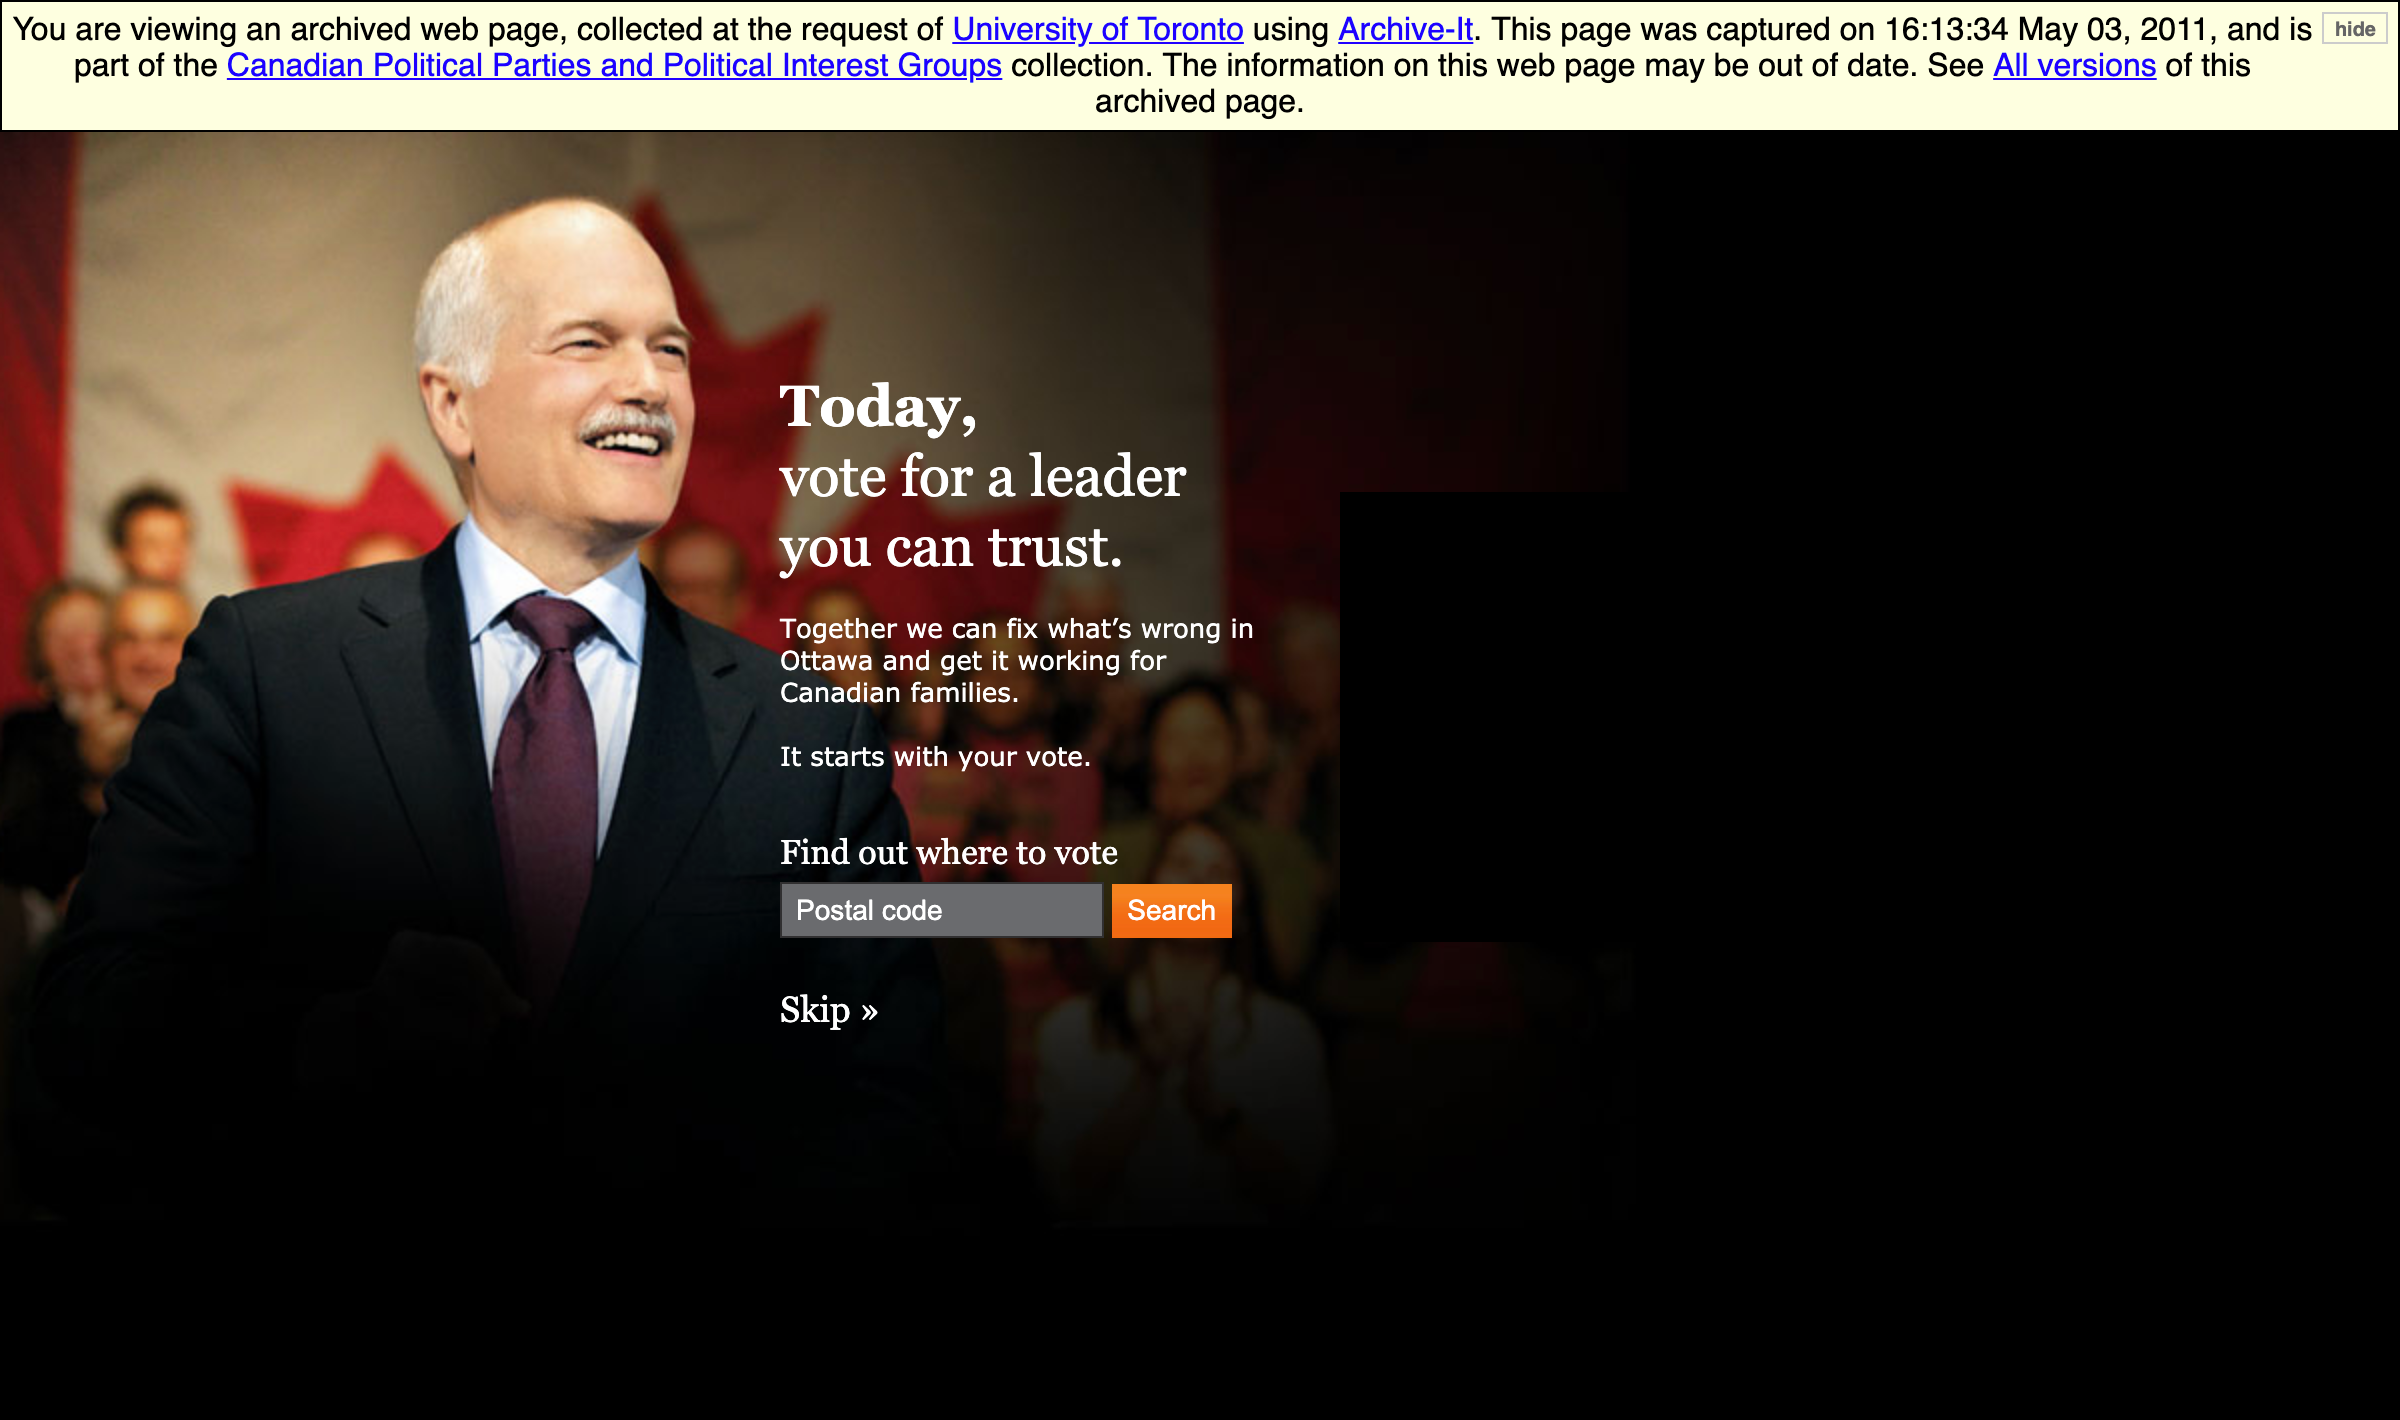 You are viewing an archived web page, collected at the request of University of Toronto using Archive-It. This page was captured on 16:13:34 May 03, 2011, and is
hide
part of the Canadian Political Parties and Political Interest Groups collection. The information on this web page may be out of date. See All versions of this
archived page.
Today,
vote for a leader
you can trust.
Together we can fix what’s wrong in
Ottawa and get it working for
Canadian families.
It starts with your vote.
Find out where to vote
Postal code
Search
Skip »